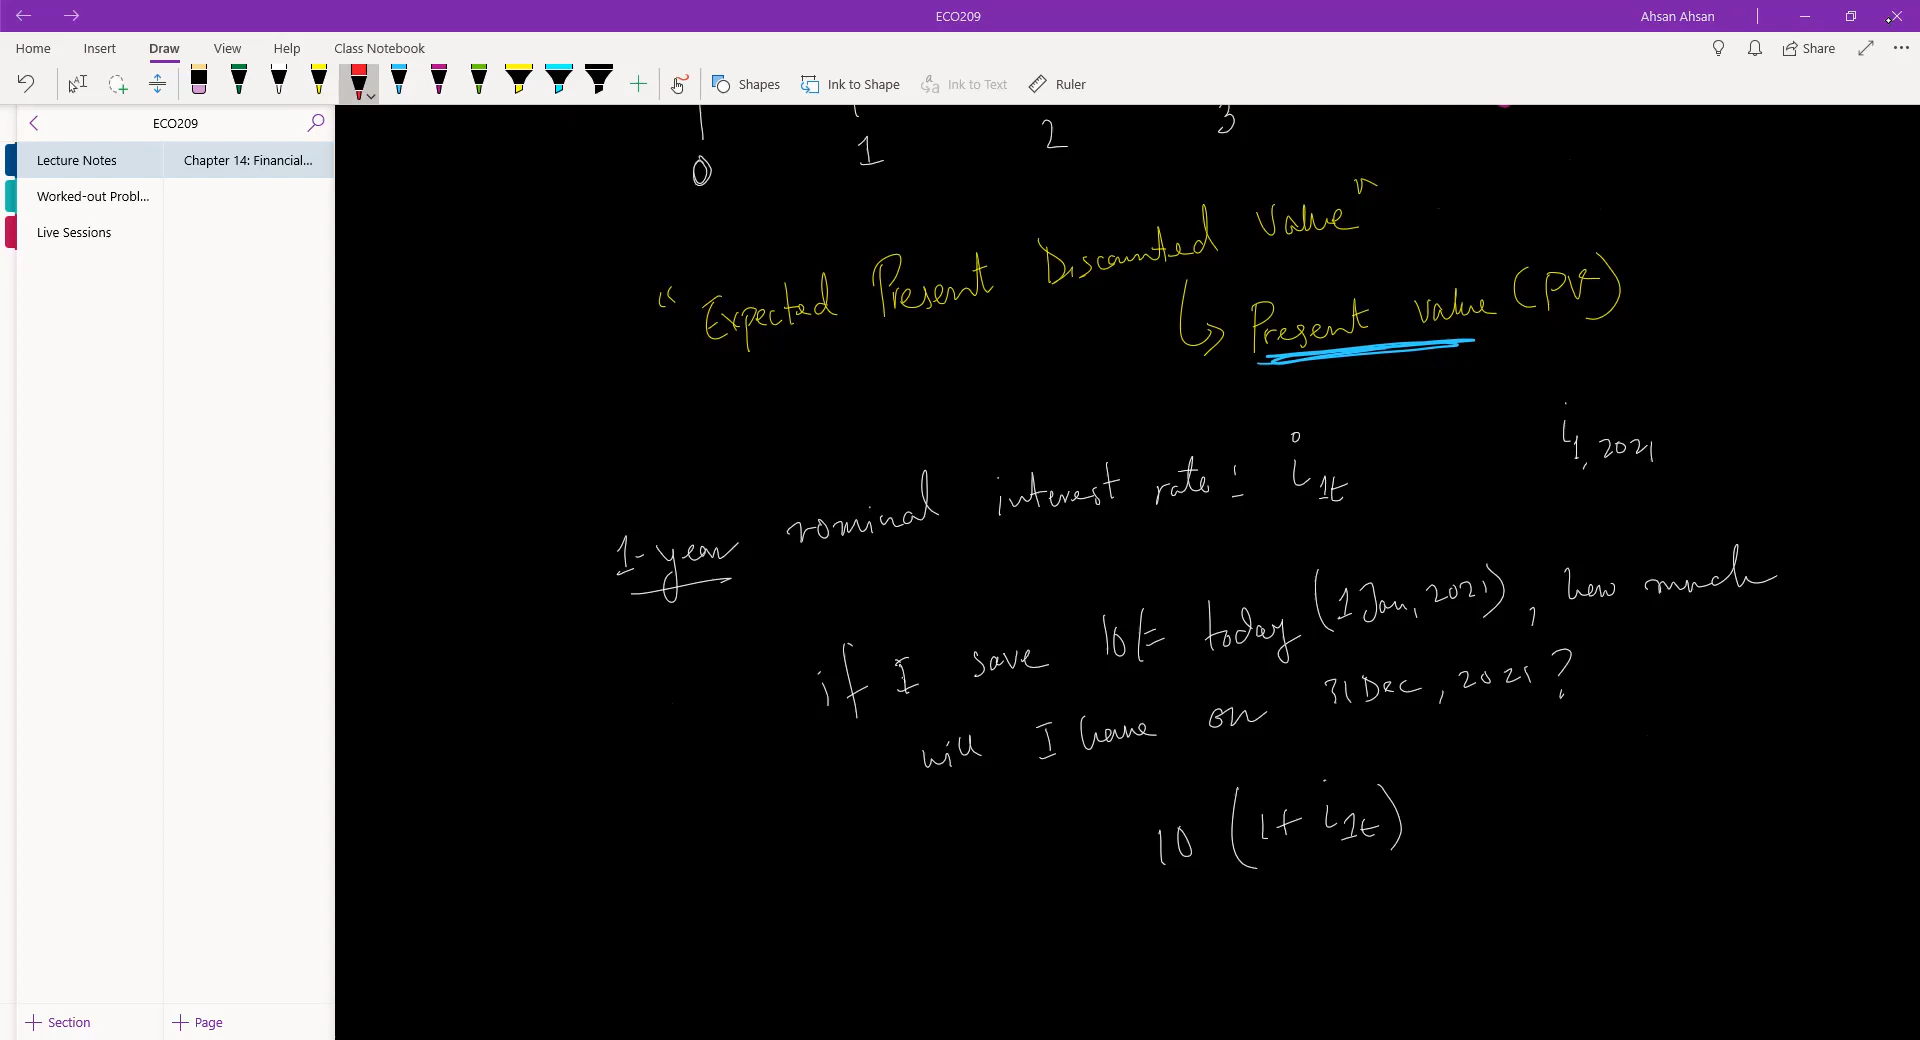 ECO209
Ahsan Ahsan
Home Insert Draw View Help Class Notebook
Share
Shapes Ink to Shape Ink to Text Ruler
ECO209
Lecture Notes
Chapter 14: Financial...
Worked-out Probl...
Live Sessions
0 1 2 3
"Expected Present Discounted Value"
↳ Present Value (PV)
1-year nominal interest rate: i1t
i1, 2021
if I save 10/= today (1 Jan, 2021), how much
will I have on 31 Dec, 2021?
10 (1 + i1t)
Section
Page